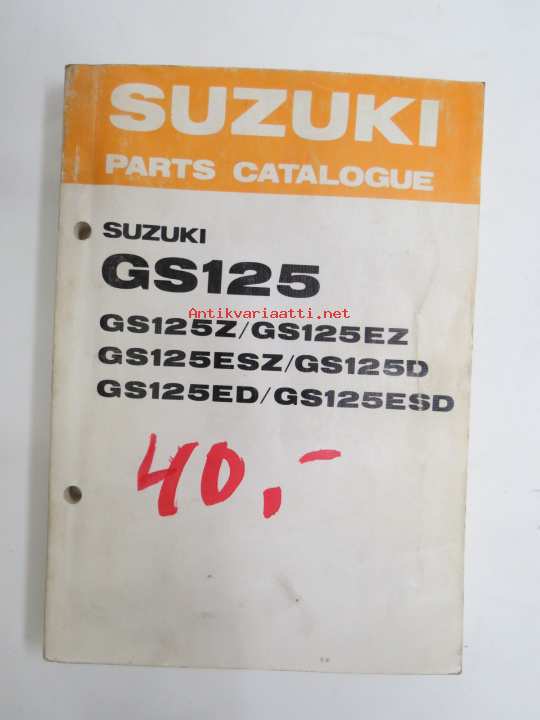 SUZUKI
PARTS CATALOGUE
SUZUKI
GS125
Antikvariaatti.net
GS125Z/GS125EZ
GS125ESZ/GS125D
GS125ED/GS125ESD
40,-